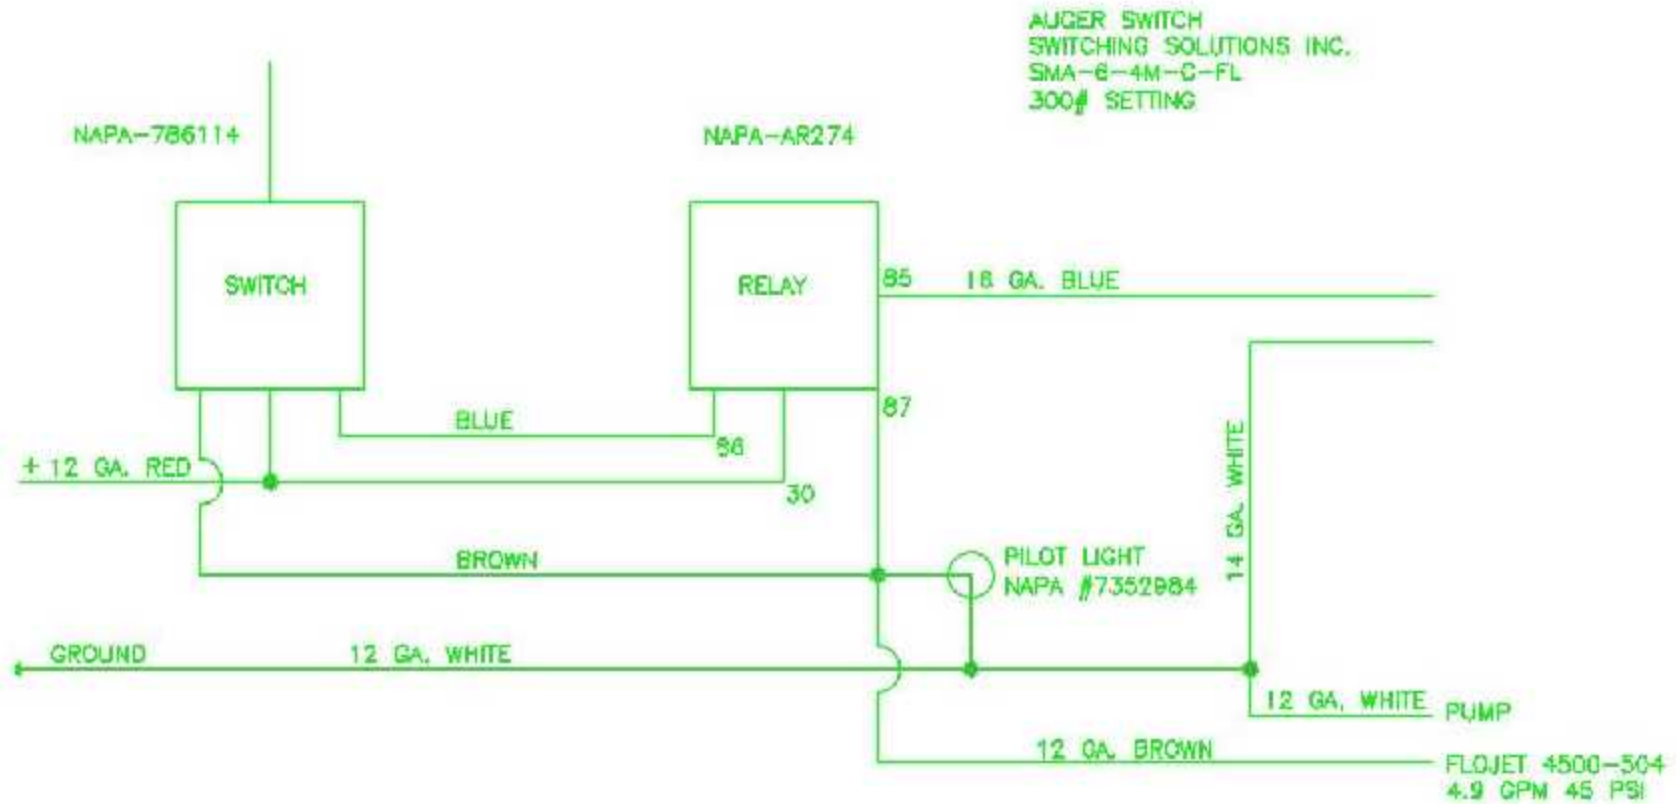 AUGER SWITCH
SWITCHING SOLUTIONS INC.
SMA-6-4M-C-FL
300# SETTING
NAPA-786114
NAPA-AR274
SWITCH
RELAY
85
16 GA. BLUE
87
BLUE
86
+ 12 GA. RED
30
14 GA. WHITE
BROWN
PILOT LIGHT
NAPA #7352984
GROUND
12 GA. WHITE
12 GA. WHITE
PUMP
12 GA. BROWN
FLOJET 4500-504
4.9 GPM 45 PSI